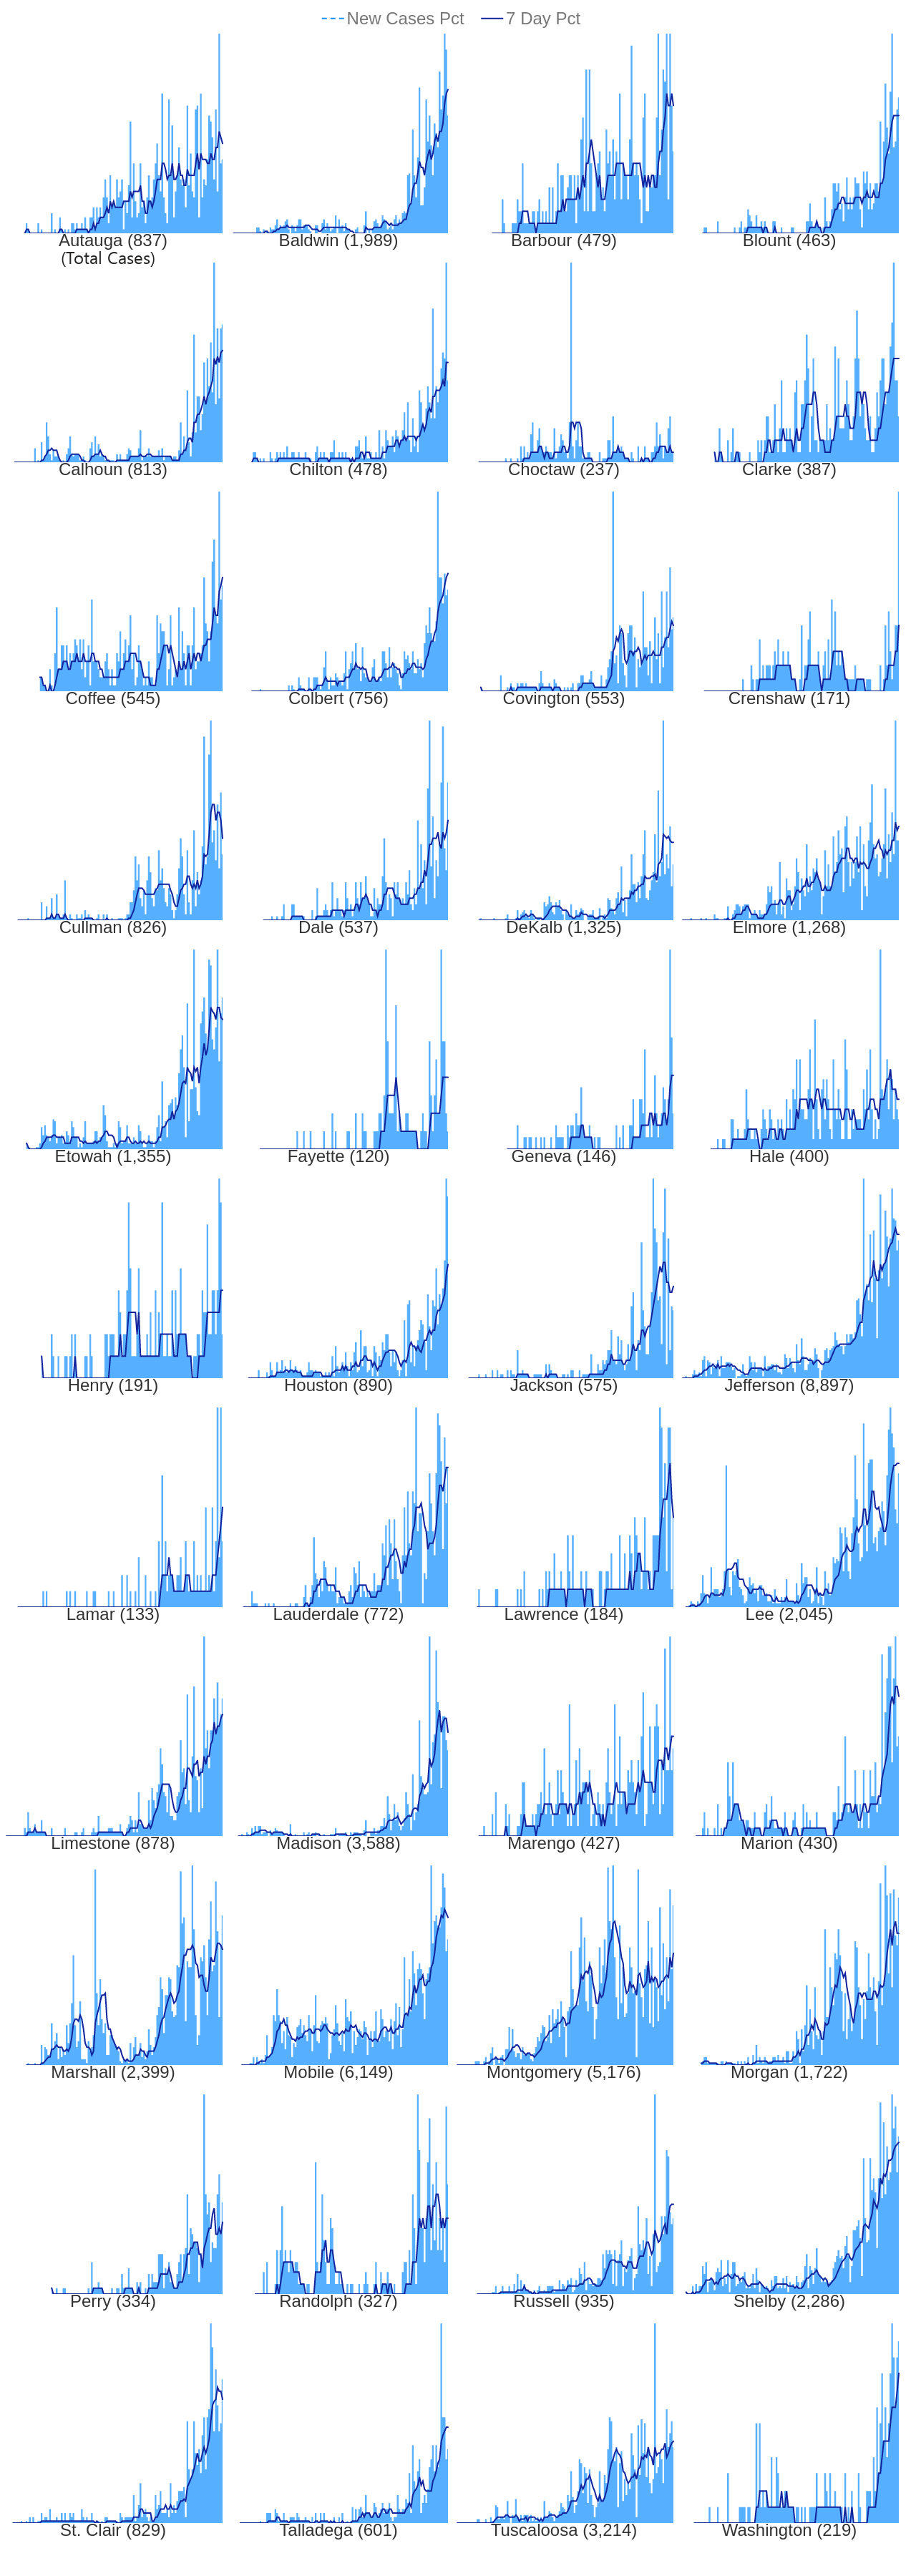 New Cases Pct 7 Day Pct
Autauga (837) Baldwin (1,989) Barbour (479) Blount (463)
(Total Cases)
Calhoun (813) Chilton (478) Choctaw (237) Clarke (387)
Coffee (545) Colbert (756) Covington (553) Crenshaw (171)
Cullman (826) Dale (537) DeKalb (1,325) Elmore (1,268)
Etowah (1,355) Fayette (120) Geneva (146) Hale (400)
Henry (191) Houston (890) Jackson (575) Jefferson (8,897)
Lamar (133) Lauderdale (772) Lawrence (184) Lee (2,045)
Limestone (878) Madison (3,588) Marengo (427) Marion (430)
Marshall (2,399) Mobile (6,149) Montgomery (5,176) Morgan (1,722)
Perry (334) Randolph (327) Russell (935) Shelby (2,286)
St. Clair (829) Talladega (601) Tuscaloosa (3,214) Washington (219)